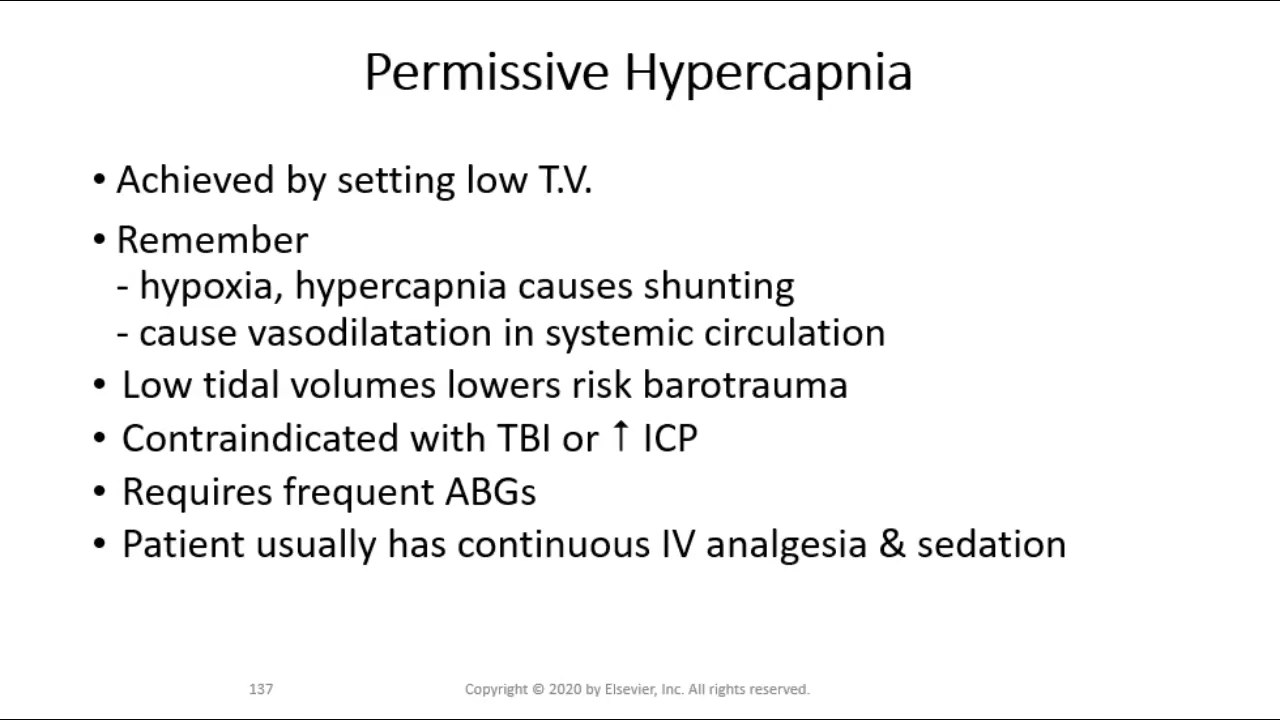 Permissive Hypercapnia
• Achieved by setting low T.V.
• Remember
- hypoxia, hypercapnia causes shunting
- cause vasodilatation in systemic circulation
• Low tidal volumes lowers risk barotrauma
• Contraindicated with TBI or ↑ ICP
• Requires frequent ABGs
• Patient usually has continuous IV analgesia & sedation
137
Copyright © 2020 by Elsevier, Inc. All rights reserved.